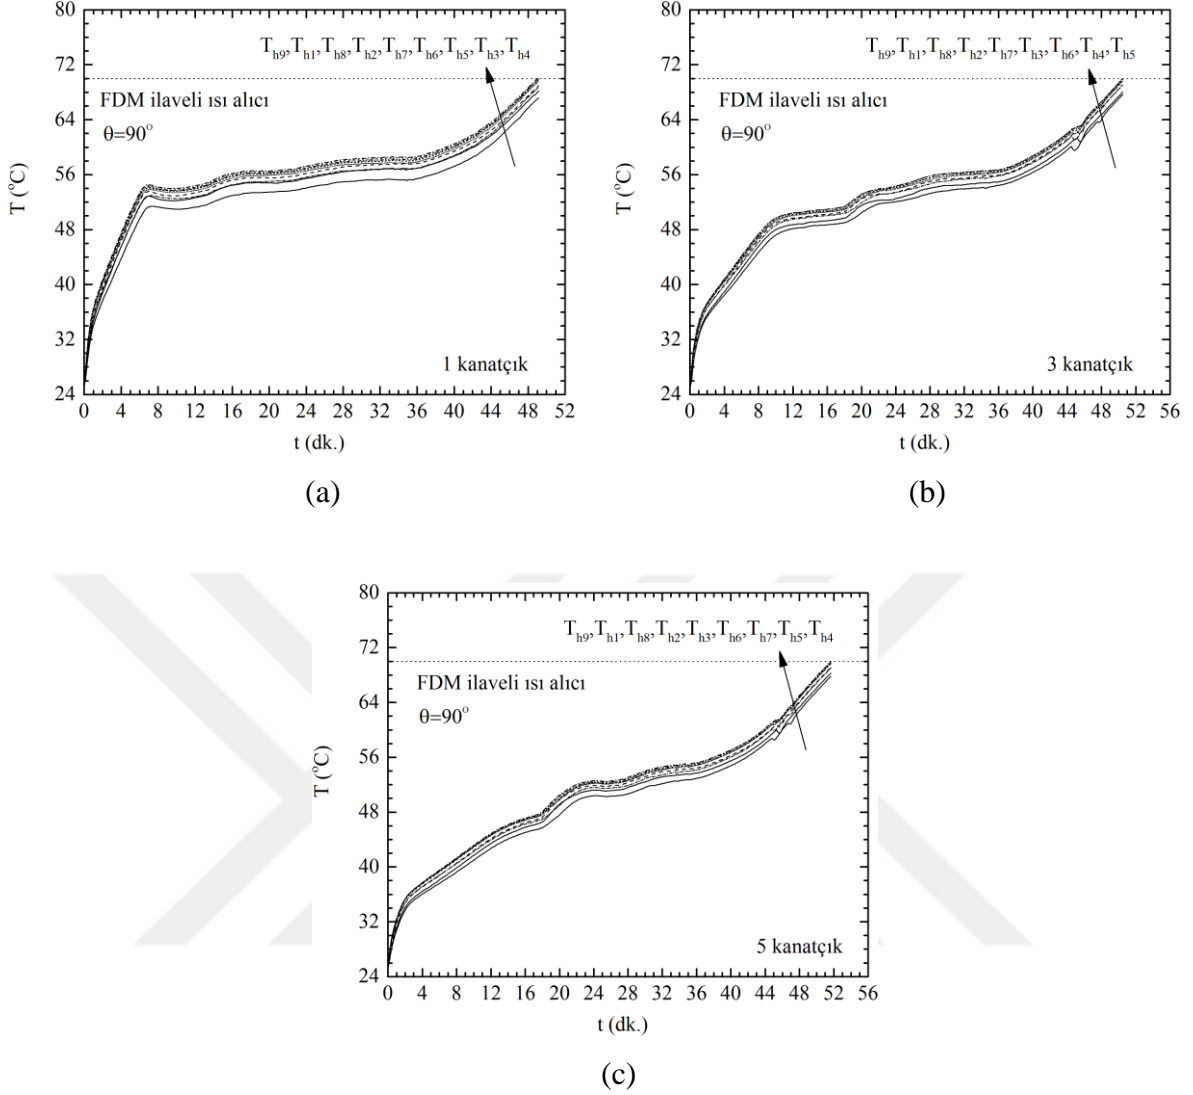 80
72
64
56
48
40
32
24
T (°C)
T_h9,T_h1,T_h8,T_h2,T_h7,T_h6,T_h5,T_h3,T_h4
FDM ilaveli ısı alıcı
θ=90°
1 kanatçık
0 4 8 12 16 20 24 28 32 36 40 44 48 52
t (dk.)
(a)
80
72
64
56
48
40
32
24
T (°C)
T_h9,T_h1,T_h8,T_h2,T_h7,T_h3,T_h6,T_h4,T_h5
FDM ilaveli ısı alıcı
θ=90°
3 kanatçık
0 4 8 12 16 20 24 28 32 36 40 44 48 52 56
t (dk.)
(b)
80
72
64
56
48
40
32
24
T (°C)
T_h9,T_h1,T_h8,T_h2,T_h3,T_h6,T_h7,T_h5,T_h4
FDM ilaveli ısı alıcı
θ=90°
5 kanatçık
0 4 8 12 16 20 24 28 32 36 40 44 48 52 56
t (dk.)
(c)